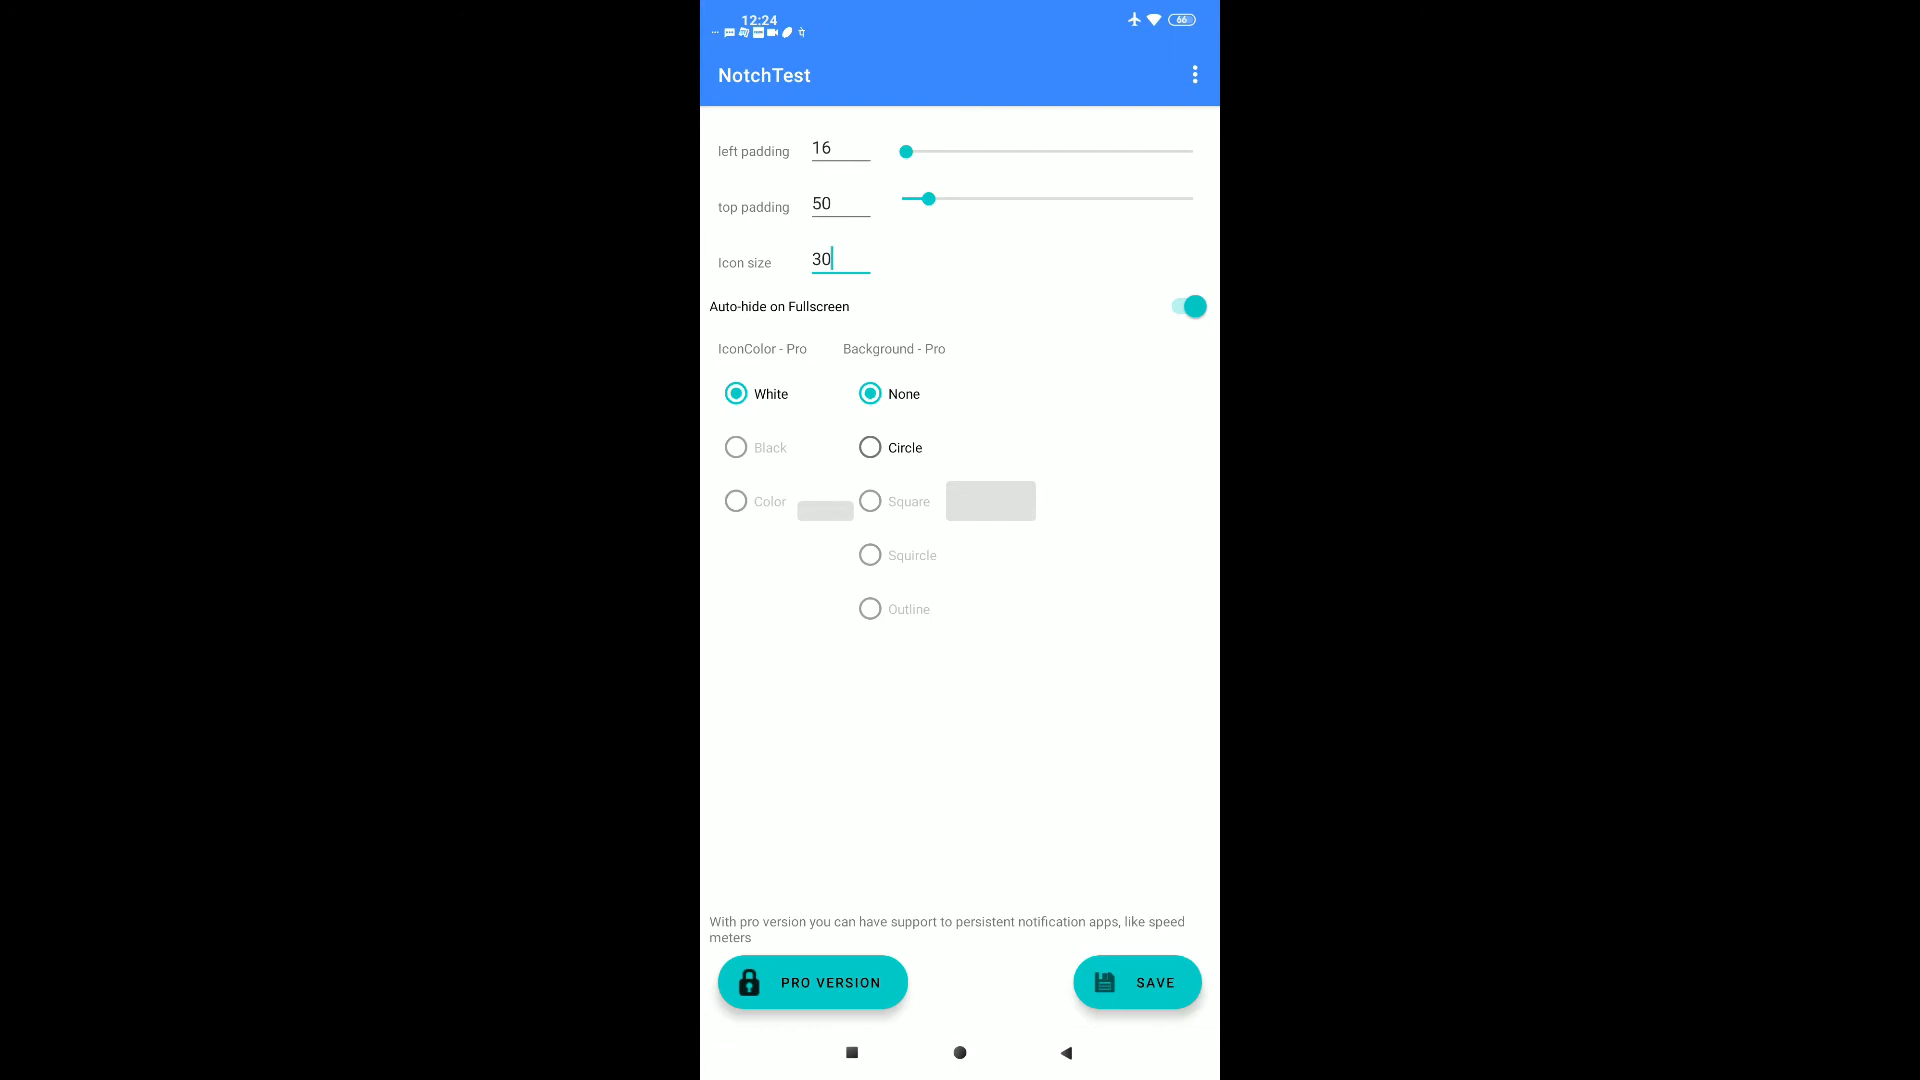 12:24
66
पे
NotchTest
left padding 16
top padding 50
Icon size 30
Auto-hide on Fullscreen
IconColor - Pro Background - Pro
White None
Black Circle
Color Square
Squircle
Outline
With pro version you can have support to persistent notification apps, like speed
meters
PRO VERSION SAVE